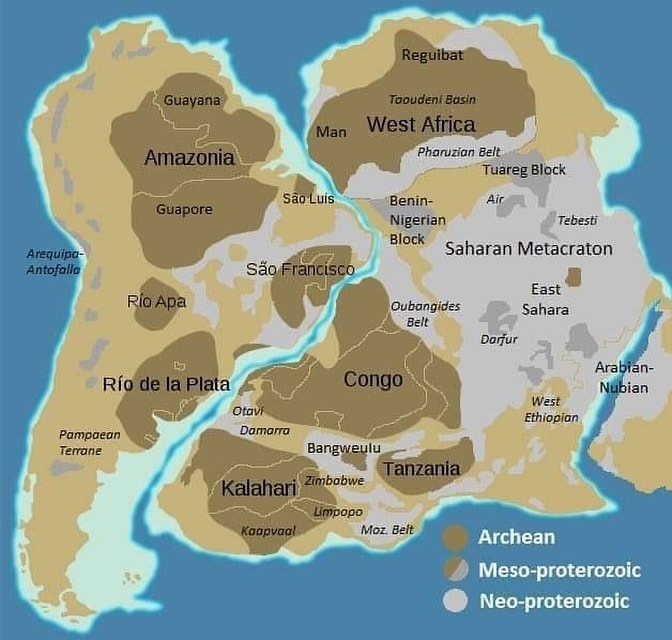 Reguibat
Guayana
Taoudeni Basin
Man
West Africa
Amazonia
Pharuzian Belt
Tuareg Block
São Luis
Benin-
Nigerian
Block
Air
Guapore
Tebesti
Saharan Metacraton
Arequipa-
Antofalla
São Francisco
East
Sahara
Río Apa
Oubangides
Belt
Darfur
Río de la Plata
Congo
Arabian-
Nubian
Otavi
Damarra
West
Ethiopian
Pampaean
Terrane
Bangweulu
Tanzania
Zimbabwe
Kalahari
Limpopo
Kaapvaal
Moz. Belt
Archean
Meso-proterozoic
Neo-proterozoic